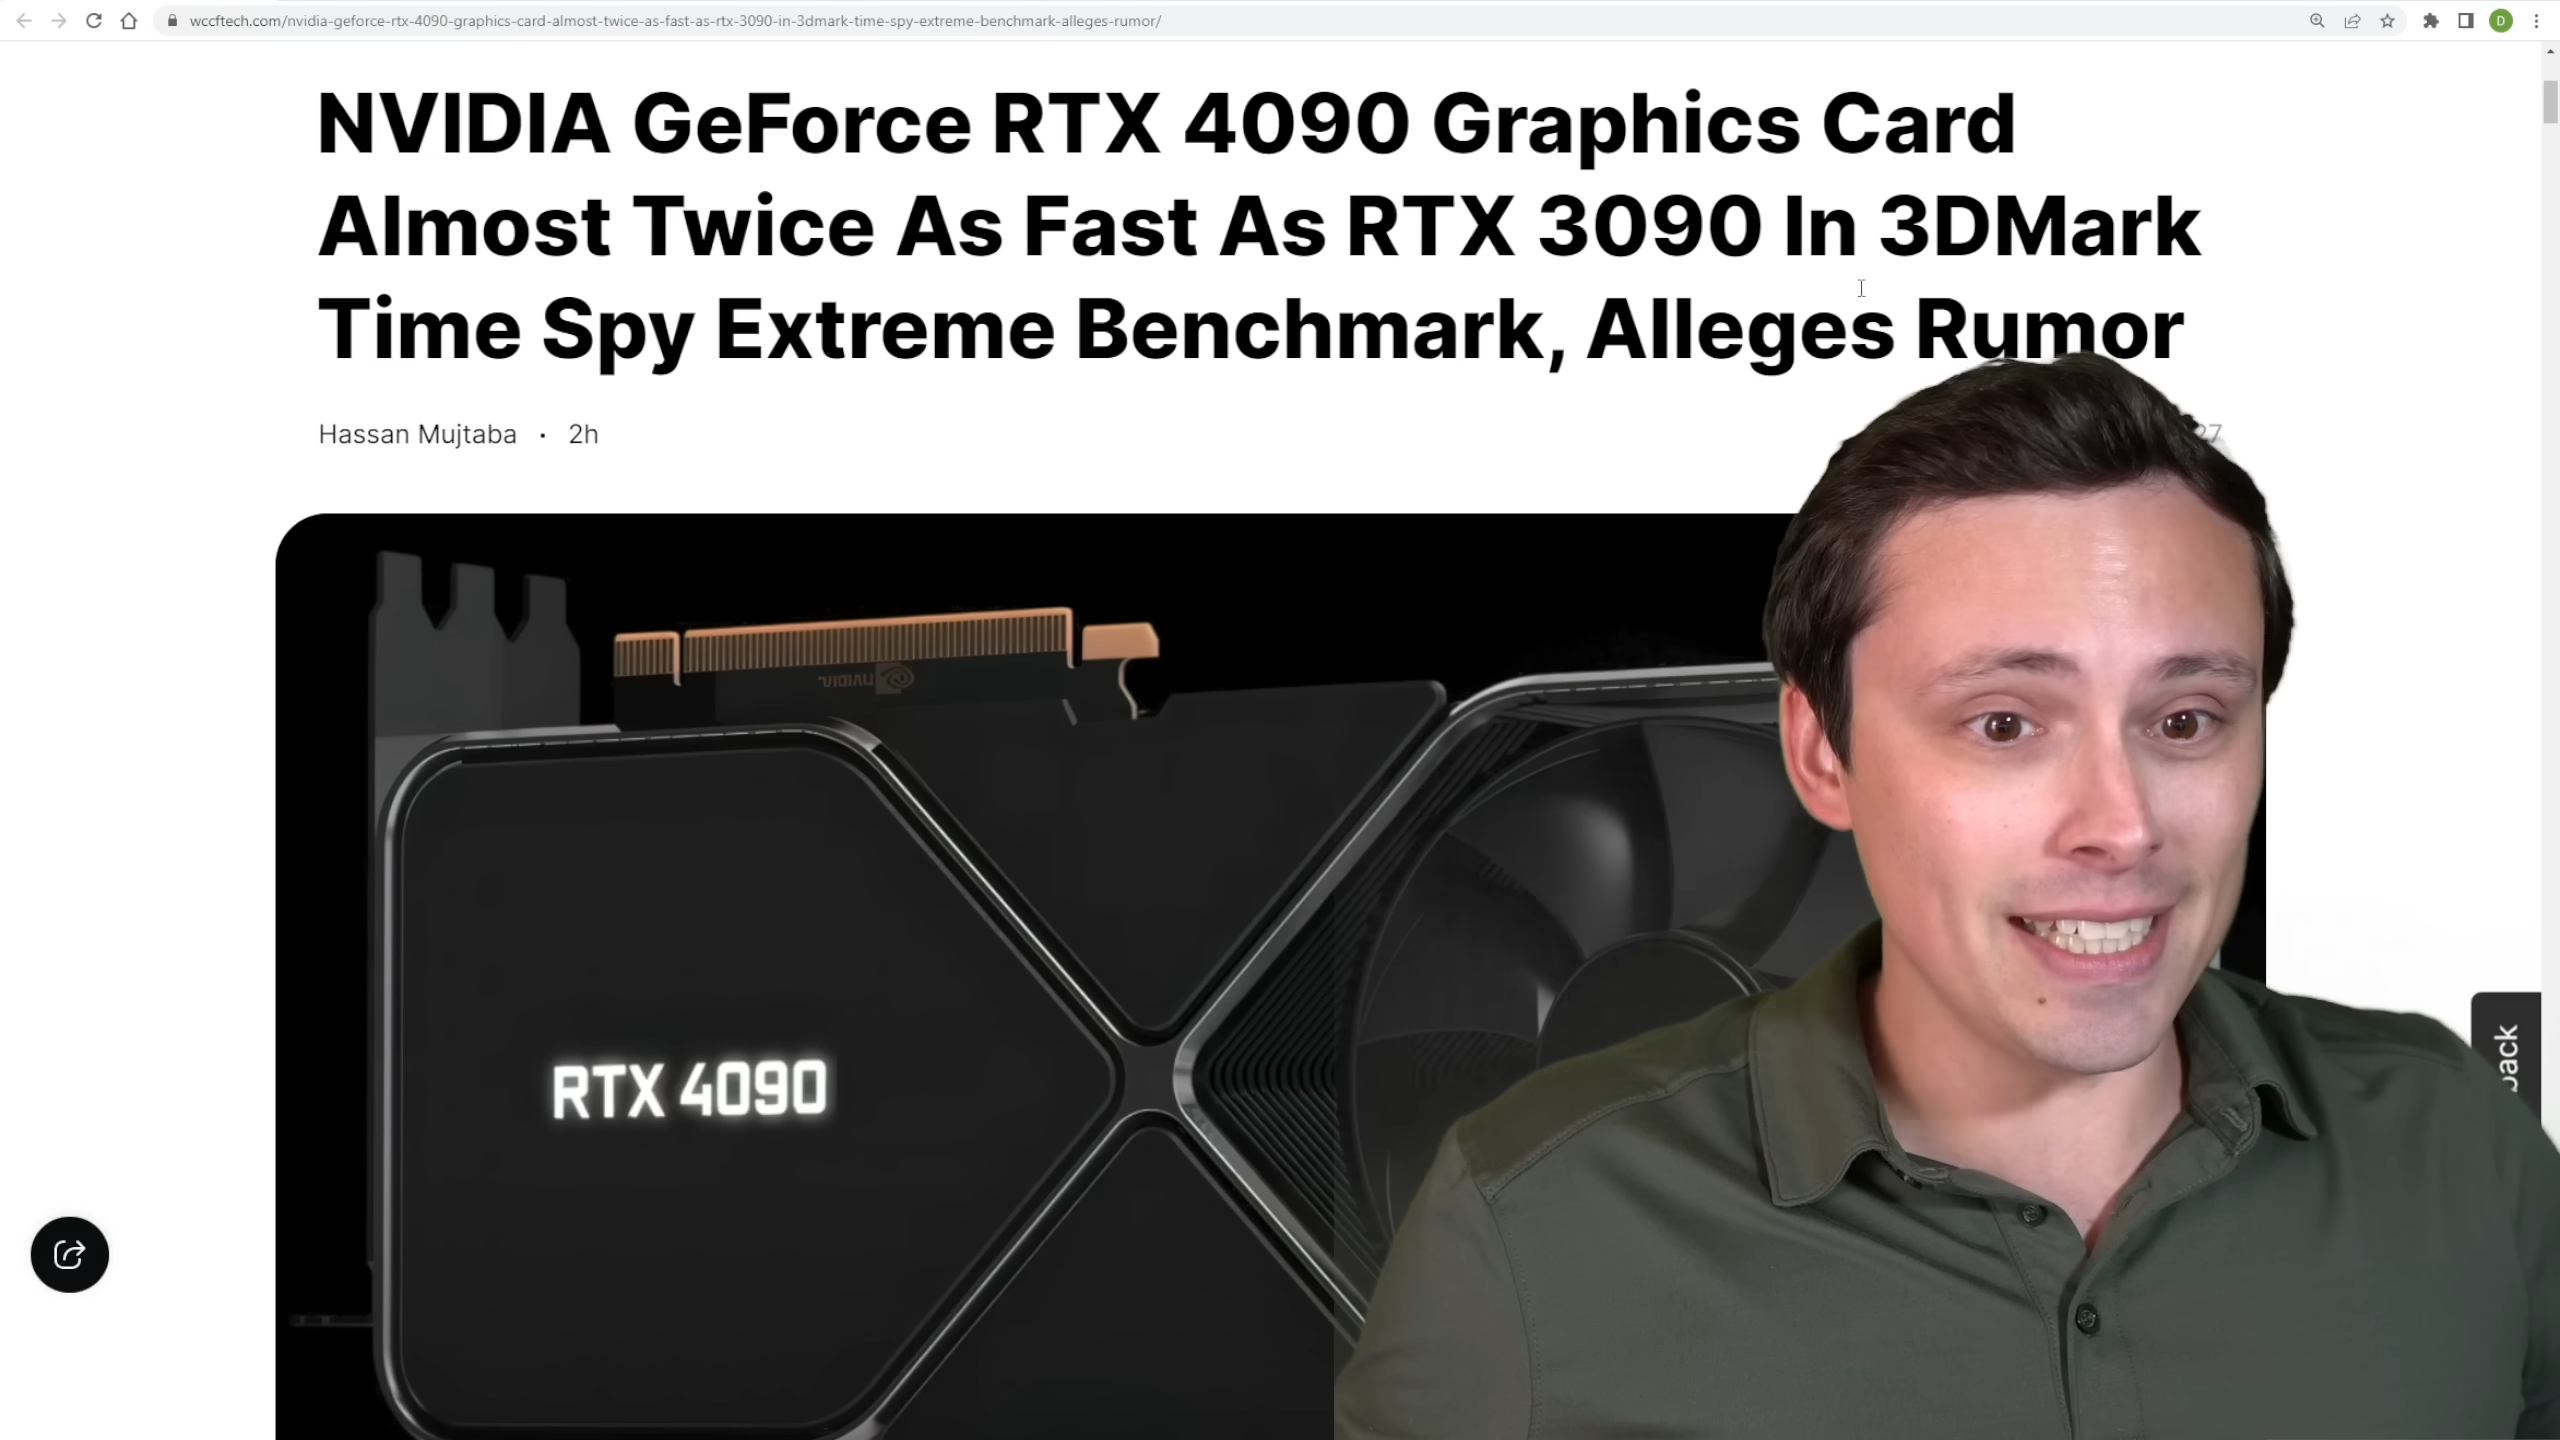 wccftech.com/nvidia-geforce-rtx-4090-graphics-card-almost-twice-as-fast-as-rtx-3090-in-3dmark-time-spy-extreme-benchmark-alleges-rumor/
D
NVIDIA GeForce RTX 4090 Graphics Card
Almost Twice As Fast As RTX 3090 In 3DMark
Time Spy Extreme Benchmark, Alleges Rumor
Hassan Mujtaba • 2h
27
NVIDIA
RTX 4090
back